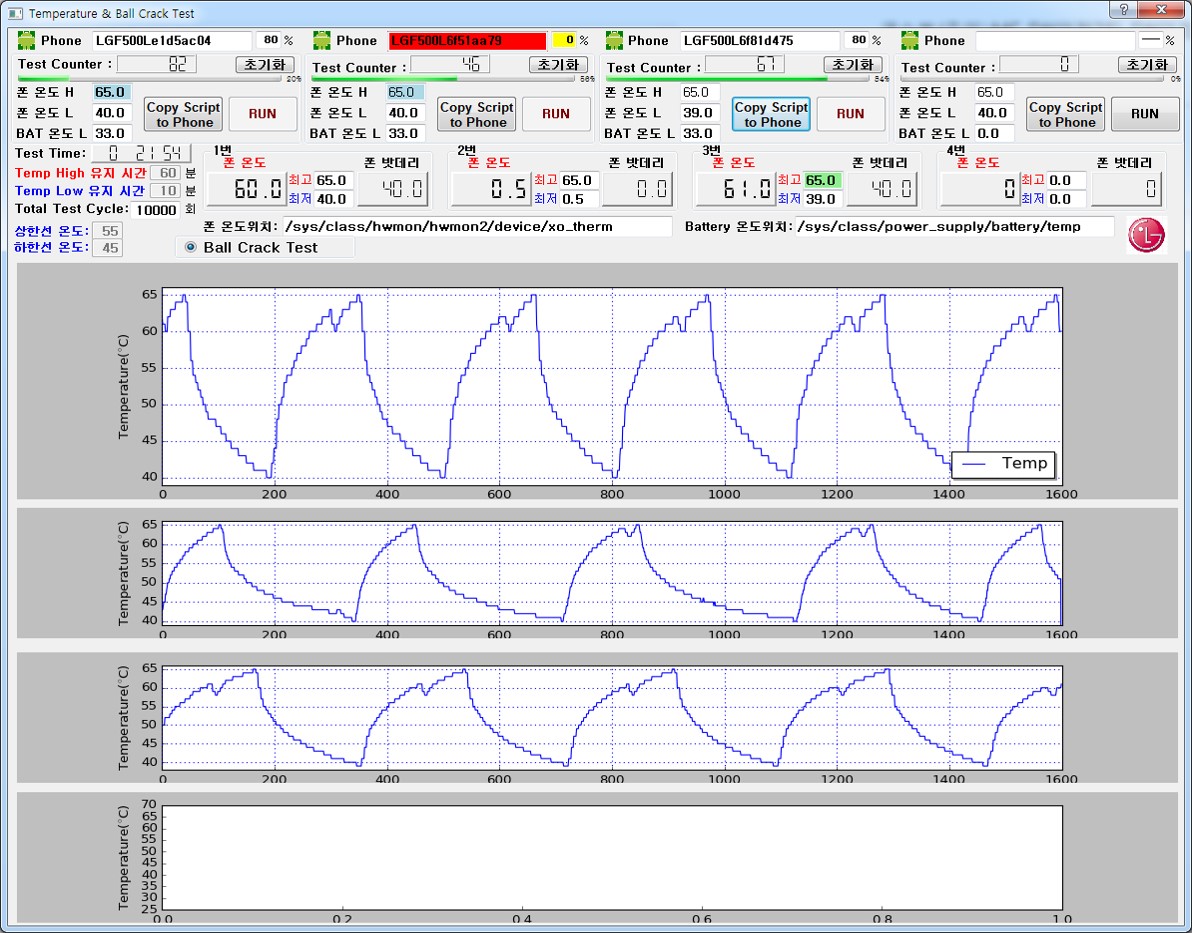 Temperature & Ball Crack Test
Phone LGF500Le1d5ac04 80 % Phone LGF500L6f51aa79 0 % Phone LGF500L6f81d475 80 % Phone %
Test Counter : 82 초기화 Test Counter : 46 초기화 Test Counter : 67 초기화 Test Counter : 0 초기화
20% 50% 54% 0%
폰 온도 H 65.0 폰 온도 H 65.0 폰 온도 H 65.0 폰 온도 H 65.0
폰 온도 L 40.0 Copy Script to Phone RUN 폰 온도 L 40.0 Copy Script to Phone RUN 폰 온도 L 39.0 Copy Script to Phone RUN 폰 온도 L 40.0 Copy Script to Phone RUN
BAT 온도 L 33.0 BAT 온도 L 33.0 BAT 온도 L 33.0 BAT 온도 L 0.0
Test Time: 0 21:54
Temp High 유지 시간 60 분
Temp Low 유지 시간 10 분
Total Test Cycle: 10000 회
상한선 온도: 55
하한선 온도: 45
1번 2번 3번 4번
폰 온도 폰 밧데리 폰 온도 폰 밧데리 폰 온도 폰 밧데리 폰 온도 폰 밧데리
60.0 최고 65.0 40.0 0.5 최고 65.0 0.0 61.0 최고 65.0 40.0 0 최고 0.0 0
최저 40.0 최저 0.5 최저 39.0 최저 0.0
폰 온도위치: /sys/class/hwmon/hwmon2/device/xo_therm Battery 온도위치: /sys/class/power_supply/battery/temp
Ball Crack Test
LG
Temperature(°C)
65
60
55
50
45
40
0 200 400 600 800 1000 1200 1400 1600
Temp
Temperature(°C)
65
60
55
50
45
40
0 200 400 600 800 1000 1200 1400 1600
Temperature(°C)
65
60
55
50
45
40
0 200 400 600 800 1000 1200 1400 1600
Temperature(°C)
70
65
60
55
50
45
40
35
30
25
0.0 0.2 0.4 0.6 0.8 1.0